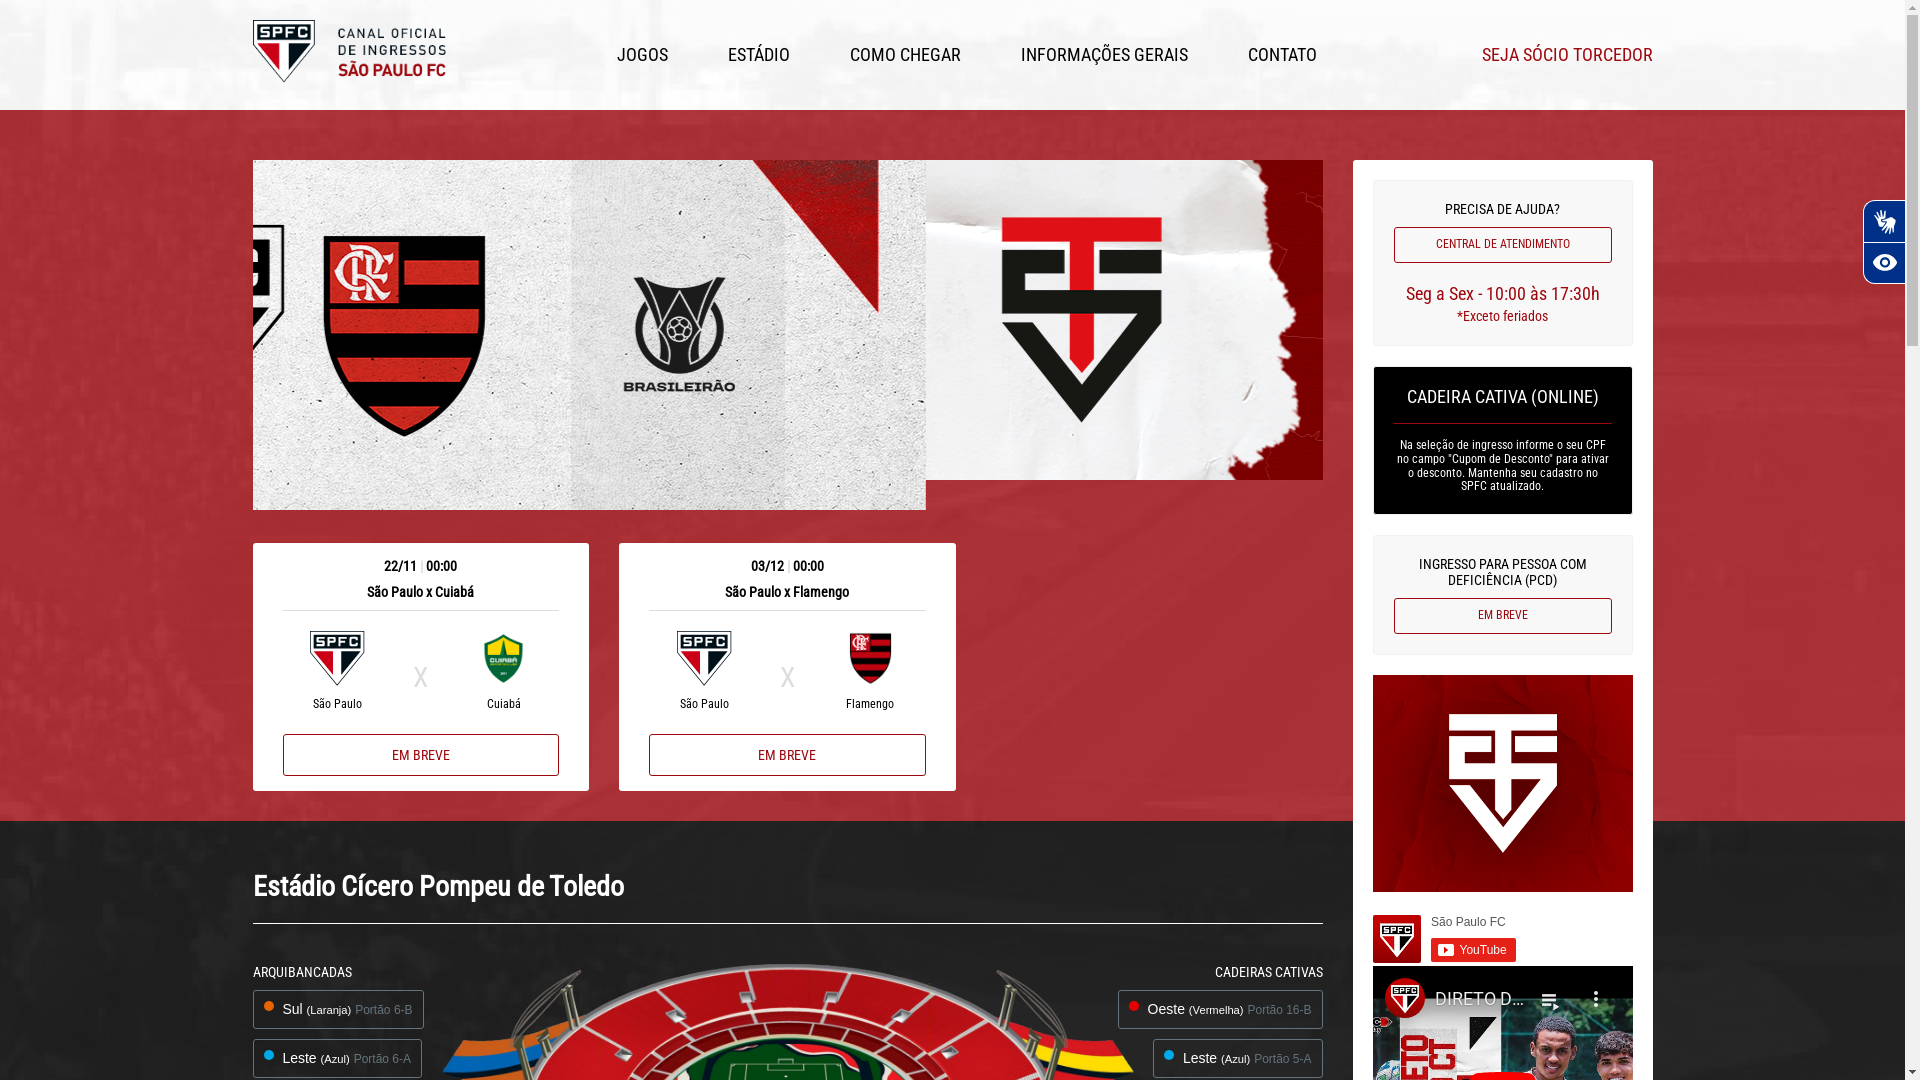 SPFC
CANAL OFICIAL
DE INGRESSOS
SÃO PAULO FC
JOGOS
ESTÁDIO
COMO CHEGAR
INFORMAÇÕES GERAIS
CONTATO
SEJA SÓCIO TORCEDOR
BRASILEIRÃO
PRECISA DE AJUDA?
CENTRAL DE ATENDIMENTO
Seg a Sex - 10:00 às 17:30h
*Exceto feriados
CADEIRA CATIVA (ONLINE)
Na seleção de ingresso informe o seu CPF
no campo "Cupom de Desconto" para ativar
o desconto. Mantenha seu cadastro no
SPFC atualizado.
INGRESSO PARA PESSOA COM
DEFICIÊNCIA (PCD)
EM BREVE
22/11 | 00:00
São Paulo x Cuiabá
SPFC
X
CUIABÁ
São Paulo
Cuiabá
EM BREVE
03/12 | 00:00
São Paulo x Flamengo
SPFC
X
São Paulo
Flamengo
EM BREVE
Estádio Cícero Pompeu de Toledo
ARQUIBANCADAS
Sul (Laranja) Portão 6-B
Leste (Azul) Portão 6-A
CADEIRAS CATIVAS
Oeste (Vermelha) Portão 16-B
Leste (Azul) Portão 5-A
SPFC
São Paulo FC
YouTube
SPFC
DIRETO D...